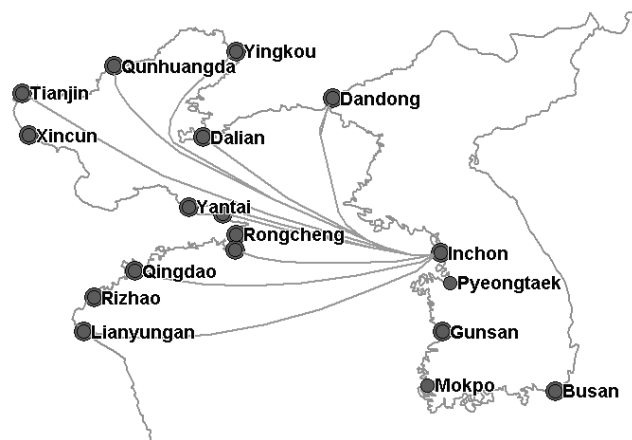 Yingkou
Qunhuangda
Tianjin
Dandong
Xincun
Dalian
Yantai
Rongcheng
Inchon
Qingdao
Pyeongtaek
Rizhao
Lianyungan
Gunsan
Mokpo
Busan